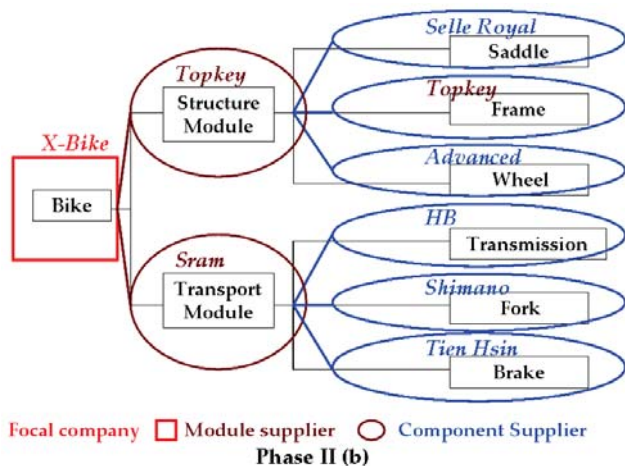 Selle Royal
Saddle
Topkey
Structure
Module
Topkey
Frame
X-Bike
Bike
Advanced
Wheel
HB
Transmission
Sram
Transport
Module
Shimano
Fork
Tien Hsin
Brake
Focal company Module supplier Component Supplier
Phase II (b)